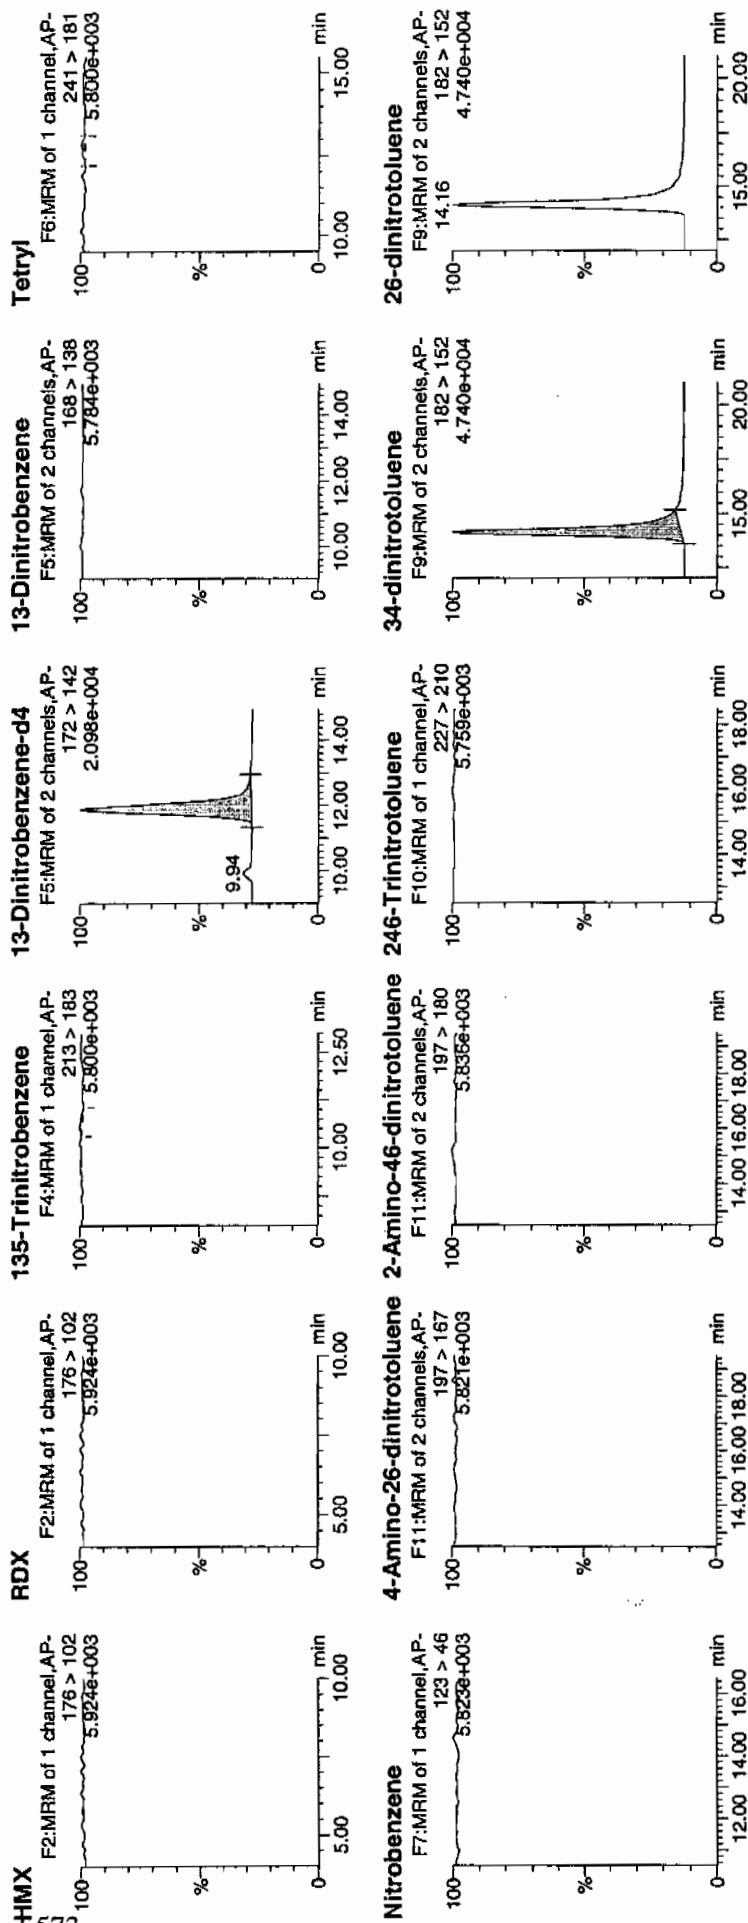 HMX
F2:MRM of 1 channel,AP-
176 > 102
5.924e+003
100
%
0
5.00 10.00 min
RDX
F2:MRM of 1 channel,AP-
176 > 102
5.924e+003
100
%
0
5.00 10.00 min
135-Trinitrobenzene
F4:MRM of 1 channel,AP-
213 > 183
5.800e+003
100
%
0
10.00 12.50 min
13-Dinitrobenzene-d4
F5:MRM of 2 channels,AP-
172 > 142
2.098e+004
100
9.94
%
0
10.00 12.00 14.00 min
13-Dinitrobenzene
F5:MRM of 2 channels,AP-
168 > 138
5.784e+003
100
%
0
10.00 12.00 14.00 min
Tetryl
F6:MRM of 1 channel,AP-
241 > 181
5.800e+003
100
%
0
10.00 15.00 min
Nitrobenzene
F7:MRM of 1 channel,AP-
123 > 46
5.823e+003
100
%
0
12.00 14.00 16.00 min
4-Amino-26-dinitrotoluene
F11:MRM of 2 channels,AP-
197 > 167
5.821e+003
100
%
0
14.00 16.00 18.00 min
2-Amino-46-dinitrotoluene
F11:MRM of 2 channels,AP-
197 > 180
5.835e+003
100
%
0
14.00 16.00 18.00 min
246-Trinitrotoluene
F10:MRM of 1 channel,AP-
227 > 210
5.759e+003
100
%
0
14.00 16.00 18.00 min
34-dinitrotoluene
F9:MRM of 2 channels,AP-
182 > 152
4.740e+004
100
%
0
15.00 20.00 min
26-dinitrotoluene
F9:MRM of 2 channels,AP-
14.16
182 > 152
4.740e+004
100
%
0
15.00 20.00 min